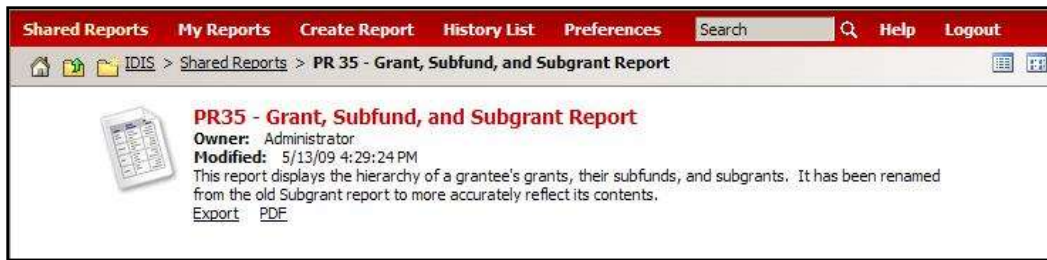 Shared Reports My Reports Create Report History List Preferences Search Help Logout
IDIS > Shared Reports > PR 35 - Grant, Subfund, and Subgrant Report
PR35 - Grant, Subfund, and Subgrant Report
Owner: Administrator
Modified: 5/13/09 4:29:24 PM
This report displays the hierarchy of a grantee's grants, their subfunds, and subgrants. It has been renamed
from the old Subgrant report to more accurately reflect its contents.
Export PDF